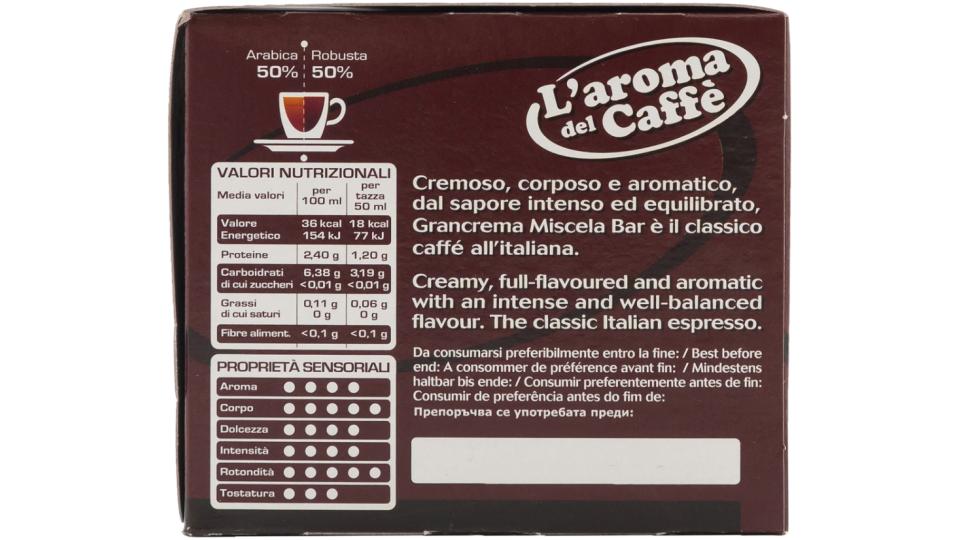 Arabica Robusta
50% 50%
L'aroma
del Caffè
VALORI NUTRIZIONALI
Media valori per 100 ml per tazza 50 ml
Valore Energetico 36 kcal 18 kcal
154 kJ 77 kJ
Proteine 2,40 g 1,20 g
Carboidrati 6,38 g 3,19 g
di cui zuccheri <0,01 g <0,01 g
Grassi 0,11 g 0,06 g
di cui saturi 0 g 0 g
Fibre aliment. <0,1 g <0,1 g
PROPRIETÀ SENSORIALI
Aroma
Corpo
Dolcezza
Intensità
Rotondità
Tostatura
Cremoso, corposo e aromatico,
dal sapore intenso ed equilibrato,
Grancrema Miscela Bar è il classico
caffé all'italiana.
Creamy, full-flavoured and aromatic
with an intense and well-balanced
flavour. The classic Italian espresso.
Da consumarsi preferibilmente entro la fine: / Best before
end: A consommer de préférence avant fin: / Mindestens
haltbar bis ende: / Consumir preferentemente antes de fin:
Consumir de preferência antes do fim de:
Препоръчва се употребата преди: